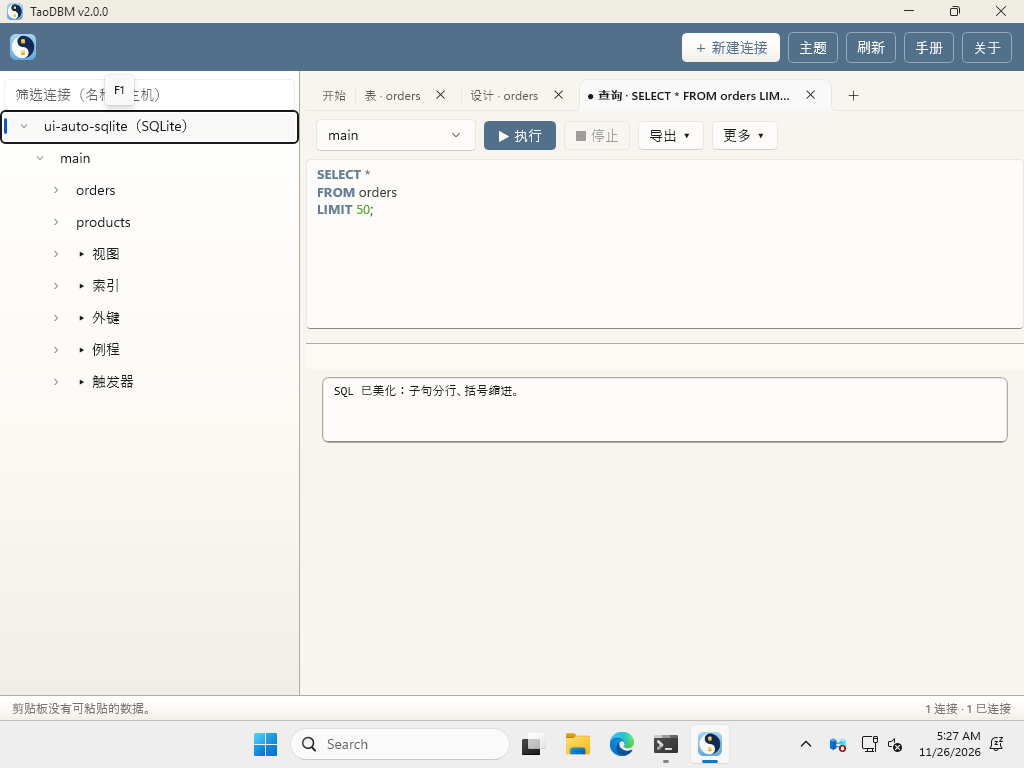 TaoDBM v2.0.0
+ 新建连接
主题
刷新
手册
关于
筛选连接（名
主机）
F1
开始
表 · orders
设计 · orders
● 查询 · SELECT * FROM orders LIM...
ui-auto-sqlite（SQLite）
main
orders
products
视图
索引
外键
例程
触发器
main
执行
停止
导出
更多
SELECT *
FROM orders
LIMIT 50;
SQL 已美化：子句分行、括号缩进。
剪贴板没有可粘贴的数据。
1 连接 · 1 已连接
Search
5:27 AM
11/26/2026